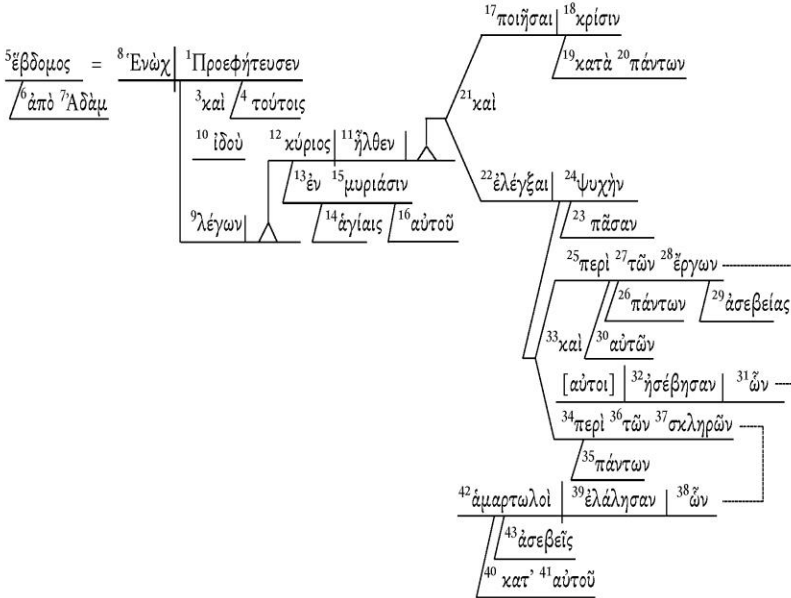 17ποιῆσαι 18κρίσιν
5ἕβδομος = 8Ἑνὼχ 1Προεφήτευσεν
19κατὰ 20πάντων
6ἀπὸ 7Ἀδὰμ 3καὶ 4τούτοις
21καὶ
10ἰδοὺ 12κύριος 11ἦλθεν
13ἐν 15μυριάσιν
22ἐλέγξαι 24ψυχὴν
9λέγων 14ἁγίαις 16αὐτοῦ
23πᾶσαν
25περὶ 27τῶν 28ἔργων
26πάντων 29ἀσεβείας
33καὶ 30αὐτῶν
[αὐτοι] 32ἠσέβησαν 31ὧν
34περὶ 36τῶν 37σκληρῶν
35πάντων
42ἁμαρτωλοὶ 39ἐλάλησαν 38ὧν
43ἀσεβεῖς
40κατ’ 41αὐτοῦ